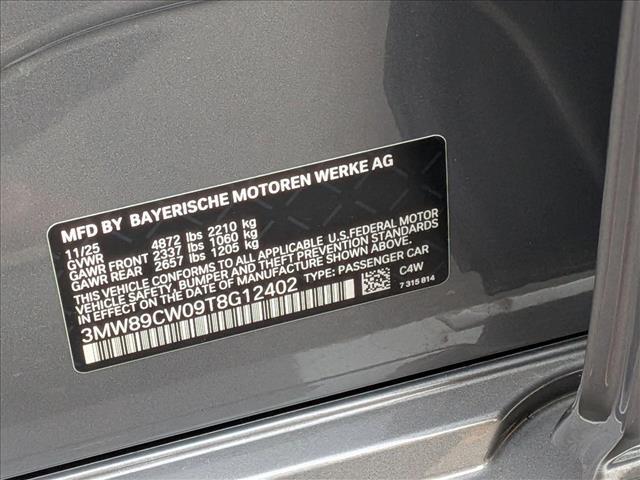 MFD BY BAYERISCHE MOTOREN WERKE AG
11/25
GVWR 4872 lbs 2210 kg
GAWR FRONT 2337 lbs 1060 kg
GAWR REAR 2657 lbs 1205 kg
THIS VEHICLE CONFORMS TO ALL APPLICABLE U.S.FEDERAL MOTOR
VEHICLE SAFETY, BUMPER AND THEFT PREVENTION STANDARDS
IN EFFECT ON THE DATE OF MANUFACTURE SHOWN ABOVE.
3MW89CW09T8G12402 TYPE: PASSENGER CAR
C4W
7 315 814